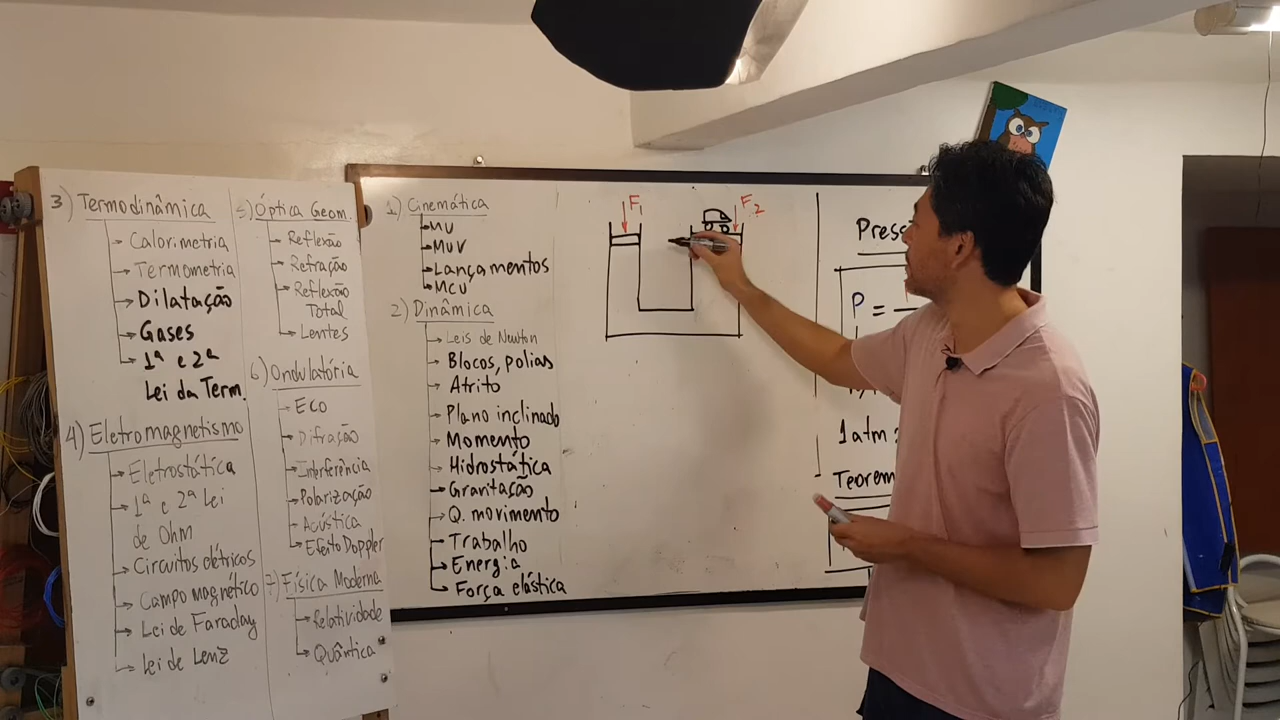 3) Termodinâmica
Calorimetria
Termometria
Dilatação
Gases
1ª e 2ª
Lei da Term.
4) Eletromagnetismo
Eletrostática
1ª e 2ª Lei
de Ohm
Circuitos elétricos
Campo magnético
Lei de Faraday
Lei de Lenz
5) Óptica Geom.
Reflexão
Refração
Reflexão
Total
Lentes
6) Ondulatória
Eco
Difração
Interferência
Polarização
Acústica
Efeito Doppler
7) Física Moderna
Relatividade
Quântica
1) Cinemática
MU
MUV
Lançamentos
MCU
2) Dinâmica
Leis de Newton
Blocos, polias
Atrito
Plano inclinado
Momento
Hidrostática
Gravitação
Q. movimento
Trabalho
Energia
Força elástica
F1
F2
P =
1 atm